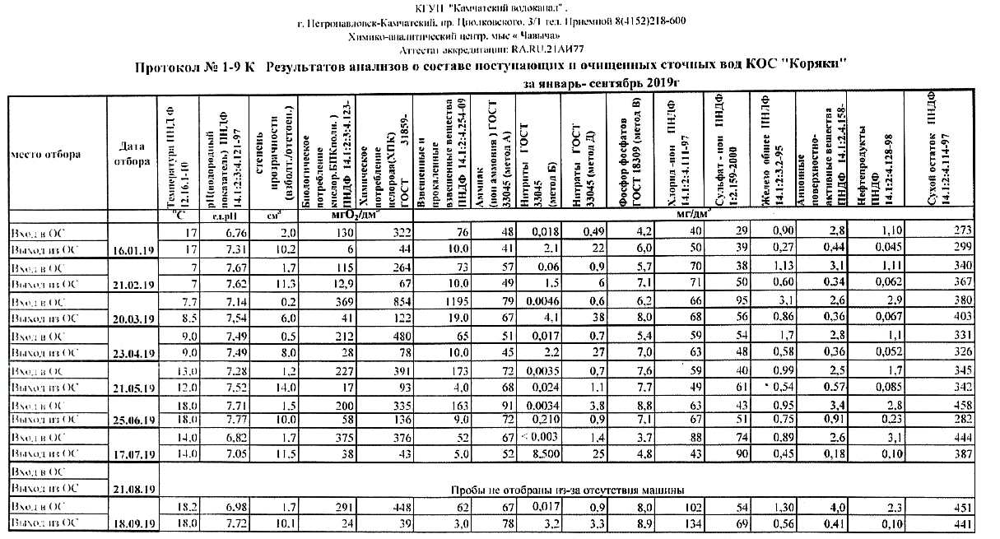 КГУП "Камчатский водоканал" .
г. Петропавловск-Камчатский, пр. Циолковского, 3/1 тел. Приемной 8(4152)218-600
Химико-аналитический центр, мыс « Чавыча»
Аттестат аккредитации: RA.RU.21АИ77
Протокол № 1-9 К Результатов анализов о составе поступающих и очищенных сточных вод КОС "Коряки"
за январь- сентябрь 2019г
место отбора
Дата отбора
Температура ПНД Ф 12.16.1-10
рН(водородный показатель) ПНДФ 14.1:2:3:4.121-97
степень прозрачности (взболт./отстоен.)
Биологическое потребление кислор.БПКполн. ) ПНДФ 14.1:2:3:4.123-
Химическое потребление кислорода(ХПК) ГОСТ 31859-
Взвешенные и прокаленные взвешенные вещества ПНДФ 14.1:2:4.254-09
Аммиак (ион аммония ) ГОСТ 33045 (метод А)
Нитриты ГОСТ 33045 (метод Б)
Нитраты ГОСТ 33045 (метод Д)
Фосфор фосфатов ГОСТ 18309 (метод В)
Хлорид -ион ПНДФ 14.1:2:4.111-97
Сульфат - ион ПНДФ 1:2.159-2000
Железо общее ПНДФ 14.1:2:3.2-95
Анионные поверхностно-активные вещества ПНДФ 14.1:2.4.158-
Нефтепродукты ПНДФ 14.1:2:4.128-98
Сухой остаток ПНДФ 14.1:2:4.114-97
°С ед.рН см³ мгО₂/дм³ мг/дм³
Вход в ОС 17 6.76 2,0 130 322 76 48 0,018 0,49 4,2 40 29 0,90 2,8 1,10 273
Выход из ОС 16.01.19 17 7.31 10.2 6 44 10.0 41 2.1 22 6,0 50 39 0,27 0,44 0,045 299
Вход в ОС 7 7.67 1,7 115 264 73 57 0.06 0,9 5,7 70 38 1,13 3,1 1,11 340
Выход из ОС 21.02.19 7 7,62 11.3 12,9 67 10.0 49 1.5 6 7.1 71 50 0.60 0.34 0,062 367
Вход в ОС 7.7 7.14 0.2 369 854 1195 79 0.0046 0,6 6,2 66 95 3,1 2,6 2,9 380
Выход из ОС 20.03.19 8.5 7,54 6.0 41 122 19.0 67 4,1 38 8,0 68 56 0,86 0,36 0,067 403
Вход в ОС 9.0 7,49 0.5 212 480 65 51 0,017 0.7 5,4 59 54 1,7 2,8 1,1 331
Выход из ОС 23.04.19 9.0 7,49 8,0 28 78 10.0 45 2.2 27 7,0 63 48 0,58 0,36 0,052 326
Вход в ОС 13,0 7.28 1,2 227 391 173 72 0.0035 0,7 7,6 59 40 0,99 2,5 1,7 345
Выход из ОС 21.05.19 12.0 7,52 14.0 17 93 4,0 68 0,024 1.1 7.7 49 61 0,54 0.57 0,085 342
Вход в ОС 18.0 7.71 1.5 200 335 163 91 0.0034 3,8 8,8 63 43 0.95 3,4 2,8 458
Выход из ОС 25.06.19 18,0 7.77 10.0 58 136 9.0 72 0,210 0,9 7,1 67 51 0,75 0,91 0,23 282
Вход в ОС 14.0 6,82 1.7 375 376 52 67 < 0.003 1,4 3.7 88 74 0,89 2.6 3,1 444
Выход из ОС 17.07.19 14.0 7.05 11,5 38 43 5.0 52 8,500 25 4,8 43 90 0,45 0,18 0,10 387
Вход в ОС
Выход из ОС 21.08.19 Пробы не отобраны из-за отсутствия машины
Вход в ОС 18.2 6.98 1.7 291 448 62 67 0,017 0,9 8,0 102 54 1,30 4,0 2.3 451
Выход из ОС 18.09.19 18,0 7.72 10,1 24 39 3,0 78 3,2 3,3 8,9 134 69 0,56 0.41 0,10 441